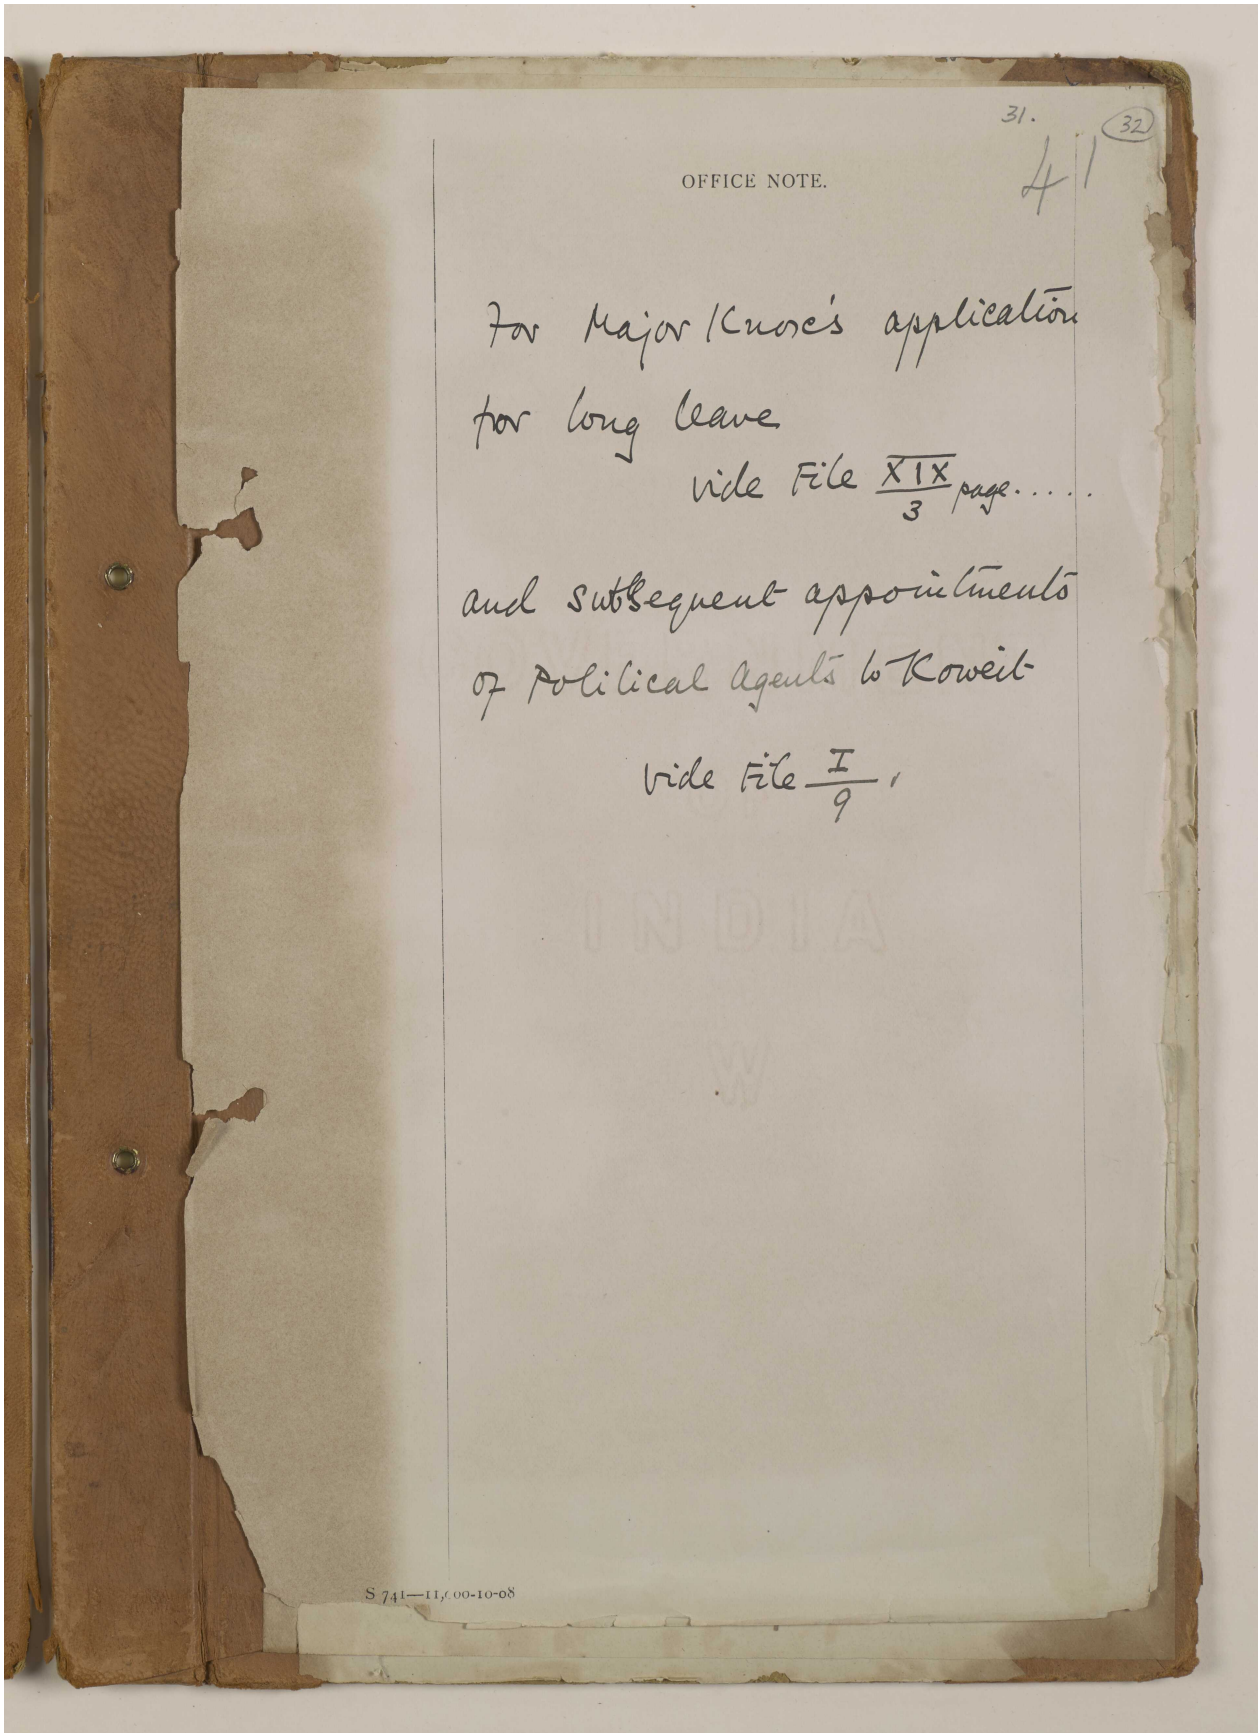 31.
32
41
OFFICE NOTE.
For Major Knox's application
for long leave
vide File XIX/3 page.....
and subsequent appointments
of Political Agents to Koweit
vide File I/9.
INDIA
W
S 741—11,000-10-08